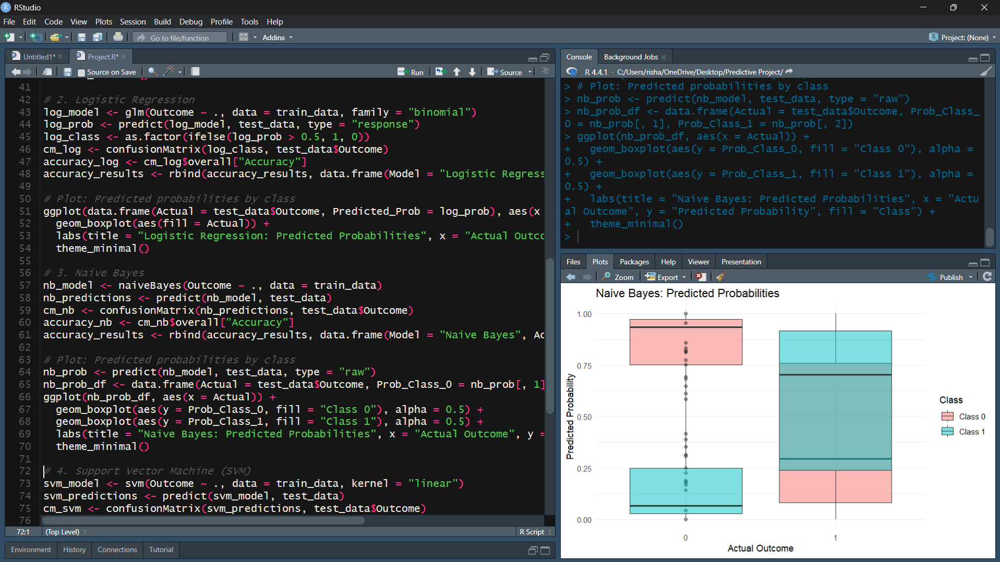 RStudio
File Edit Code View Plots Session Build Debug Profile Tools Help
Go to file/function Addins Project: (None)
Untitled1* Project.R*
Source on Save Run Source
41
42 # 2. Logistic Regression
43 log_model <- glm(Outcome ~ ., data = train_data, family = "binomial")
44 log_prob <- predict(log_model, test_data, type = "response")
45 log_class <- as.factor(ifelse(log_prob > 0.5, 1, 0))
46 cm_log <- confusionMatrix(log_class, test_data$Outcome)
47 accuracy_log <- cm_log$overall["Accuracy"]
48 accuracy_results <- rbind(accuracy_results, data.frame(Model = "Logistic Regress
49
50 # Plot: Predicted probabilities by class
51 ggplot(data.frame(Actual = test_data$Outcome, Predicted_Prob = log_prob), aes(x
52 geom_boxplot(aes(fill = Actual)) +
53 labs(title = "Logistic Regression: Predicted Probabilities", x = "Actual Outco
54 theme_minimal()
55
56 # 3. Naive Bayes
57 nb_model <- naiveBayes(Outcome ~ ., data = train_data)
58 nb_predictions <- predict(nb_model, test_data)
59 cm_nb <- confusionMatrix(nb_predictions, test_data$Outcome)
60 accuracy_nb <- cm_nb$overall["Accuracy"]
61 accuracy_results <- rbind(accuracy_results, data.frame(Model = "Naive Bayes", Ac
62
63 # Plot: Predicted probabilities by class
64 nb_prob <- predict(nb_model, test_data, type = "raw")
65 nb_prob_df <- data.frame(Actual = test_data$Outcome, Prob_Class_0 = nb_prob[, 1]
66 ggplot(nb_prob_df, aes(x = Actual)) +
67 geom_boxplot(aes(y = Prob_Class_0, fill = "Class 0"), alpha = 0.5) +
68 geom_boxplot(aes(y = Prob_Class_1, fill = "Class 1"), alpha = 0.5) +
69 labs(title = "Naive Bayes: Predicted Probabilities", x = "Actual Outcome", y =
70 theme_minimal()
71
72 # 4. Support Vector Machine (SVM)
73 svm_model <- svm(Outcome ~ ., data = train_data, kernel = "linear")
74 svm_predictions <- predict(svm_model, test_data)
75 cm_svm <- confusionMatrix(svm_predictions, test_data$Outcome)
76
72:1 (Top Level) R Script
Environment History Connections Tutorial
Console Background Jobs
R 4.4.1 · C:/Users/risha/OneDrive/Desktop/Predictive Project/
> # Plot: Predicted probabilities by class
> nb_prob <- predict(nb_model, test_data, type = "raw")
> nb_prob_df <- data.frame(Actual = test_data$Outcome, Prob_Class_
0 = nb_prob[, 1], Prob_Class_1 = nb_prob[, 2])
> ggplot(nb_prob_df, aes(x = Actual)) +
+ geom_boxplot(aes(y = Prob_Class_0, fill = "Class 0"), alpha =
0.5) +
+ geom_boxplot(aes(y = Prob_Class_1, fill = "Class 1"), alpha =
0.5) +
+ labs(title = "Naive Bayes: Predicted Probabilities", x = "Actu
al Outcome", y = "Predicted Probability", fill = "Class") +
+ theme_minimal()
>
Files Plots Packages Help Viewer Presentation
Zoom Export Publish
Naive Bayes: Predicted Probabilities
1.00
0.75
0.50
0.25
0.00
Predicted Probability
0 1
Actual Outcome
Class
Class 0
Class 1